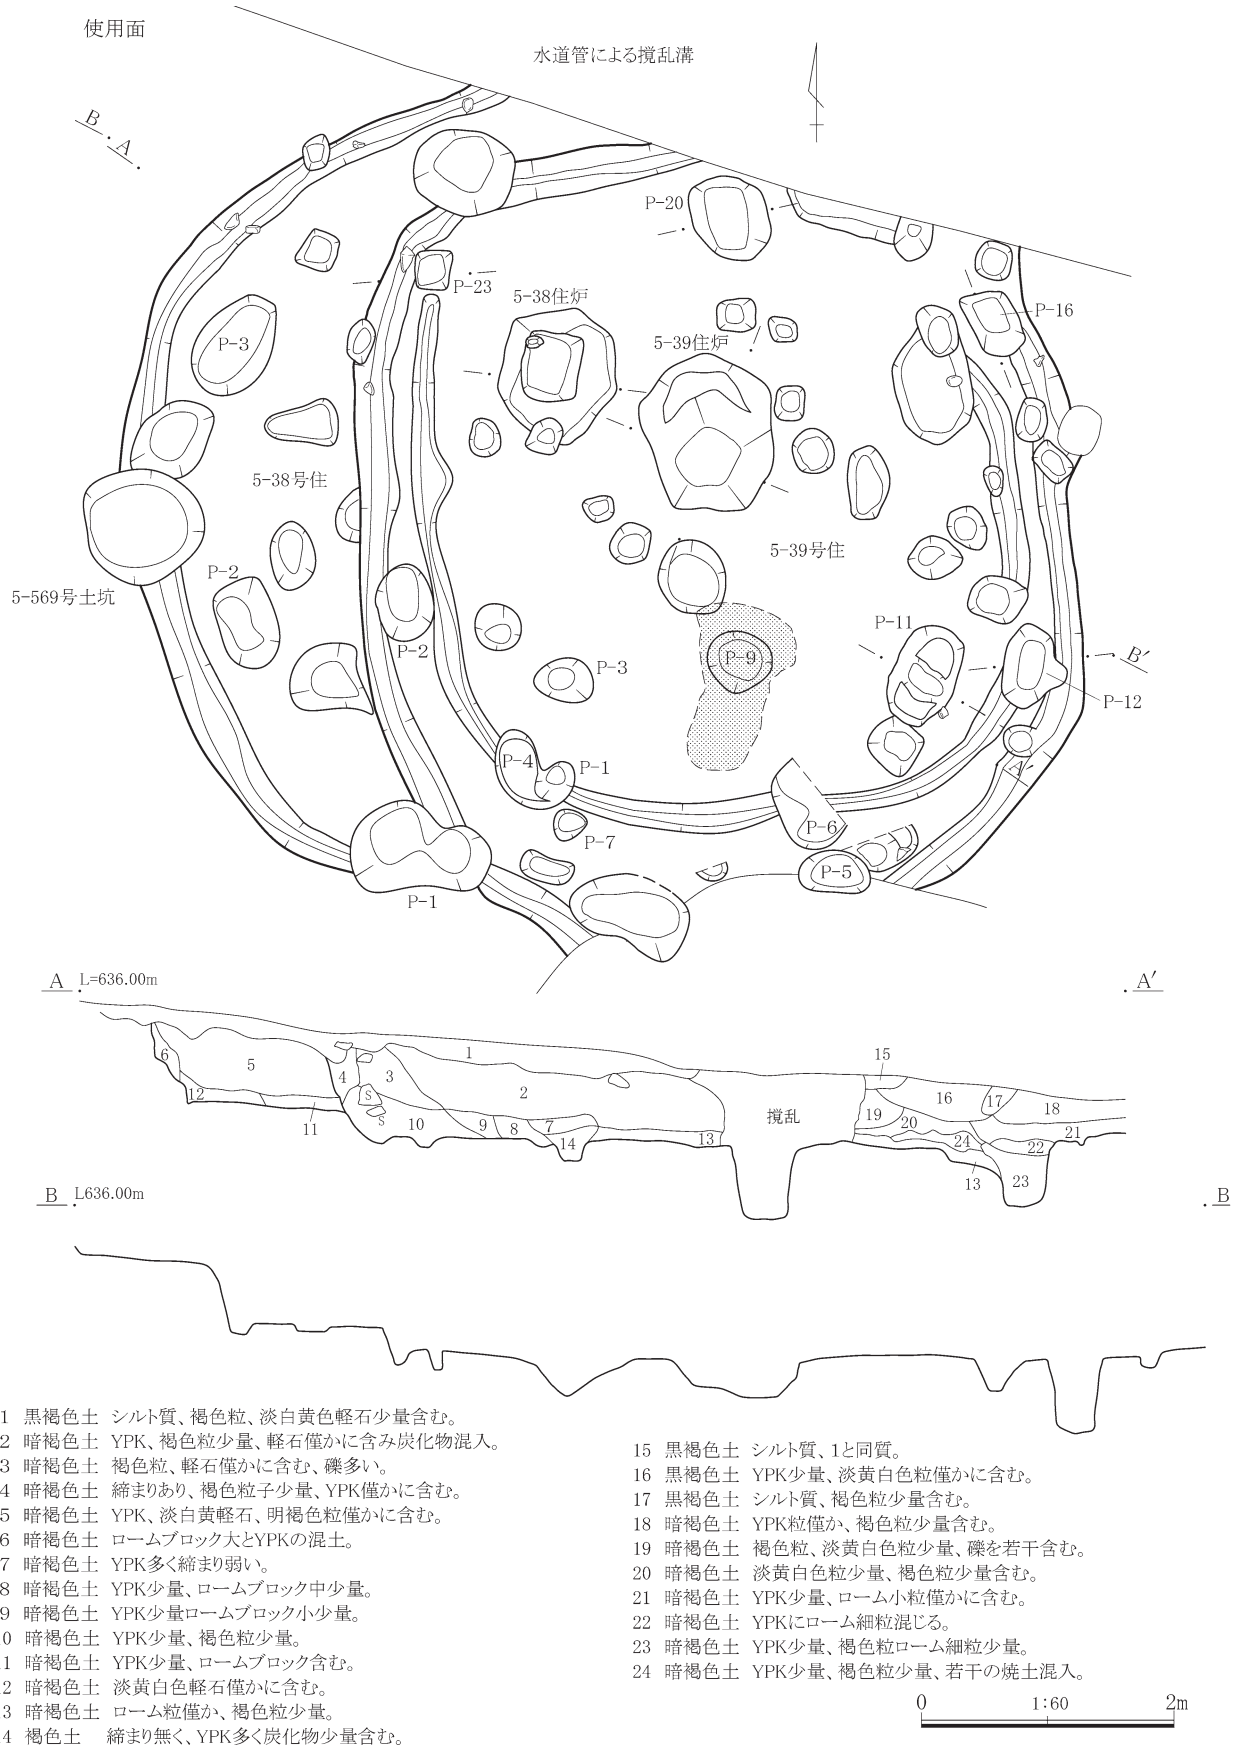 使用面
水道管による撹乱溝
B
A
P-20
P-23
5-38住炉
P-16
P-3
5-39住炉
5-38号住
5-39号住
P-2
5-569号土坑
P-11
P-2
P-9
B′
P-3
P-12
P-4
P-1
A′
P-6
P-7
P-5
P-1
A L=636.00m
A′
1
15
6
5
4
3
2
16
17
18
12
S
撹乱
19
20
S
10
9
8
7
21
11
14
13
24
22
13
23
B L636.00m
B
1 黒褐色土 シルト質、褐色粒、淡白黄色軽石少量含む。
2 暗褐色土 YPK、褐色粒少量、軽石僅かに含み炭化物混入。
3 暗褐色土 褐色粒、軽石僅かに含む、礫多い。
4 暗褐色土 締まりあり、褐色粒子少量、YPK僅かに含む。
5 暗褐色土 YPK、淡白黄軽石、明褐色粒僅かに含む。
6 暗褐色土 ロームブロック大とYPKの混土。
7 暗褐色土 YPK多く締まり弱い。
8 暗褐色土 YPK少量、ロームブロック中少量。
9 暗褐色土 YPK少量ロームブロック小少量。
0 暗褐色土 YPK少量、褐色粒少量。
1 暗褐色土 YPK少量、ロームブロック含む。
2 暗褐色土 淡黄白色軽石僅かに含む。
3 暗褐色土 ローム粒僅か、褐色粒少量。
4 褐色土 締まり無く、YPK多く炭化物少量含む。
15 黒褐色土 シルト質、1と同質。
16 黒褐色土 YPK少量、淡黄白色粒僅かに含む。
17 黒褐色土 シルト質、褐色粒少量含む。
18 暗褐色土 YPK粒僅か、褐色粒少量含む。
19 暗褐色土 褐色粒、淡黄白色粒少量、礫を若干含む。
20 暗褐色土 淡黄白色粒少量、褐色粒少量含む。
21 暗褐色土 YPK少量、ローム小粒僅かに含む。
22 暗褐色土 YPKにローム細粒混じる。
23 暗褐色土 YPK少量、褐色粒ローム細粒少量。
24 暗褐色土 YPK少量、褐色粒少量、若干の焼土混入。
0 1:60 2m